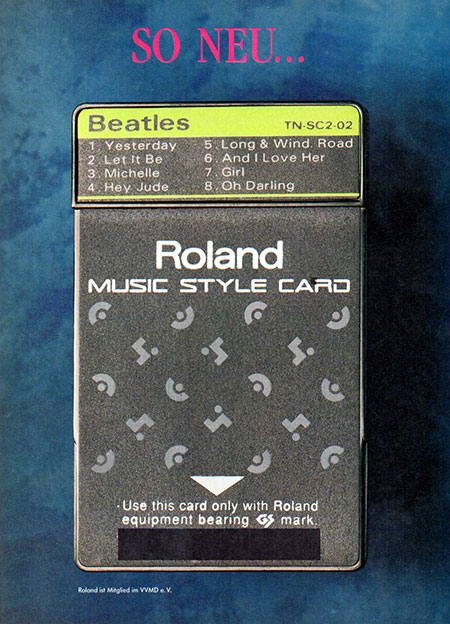 SO NEU...
Beatles TN-SC2-02
1. Yesterday 5. Long & Wind. Road
2. Let It Be 6. And I Love Her
3. Michelle 7. Girl
4. Hey Jude 8. Oh Darling
Roland
MUSIC STYLE CARD
Use this card only with Roland
equipment bearing GS mark.
Roland ist Mitglied im VVMD e. V.